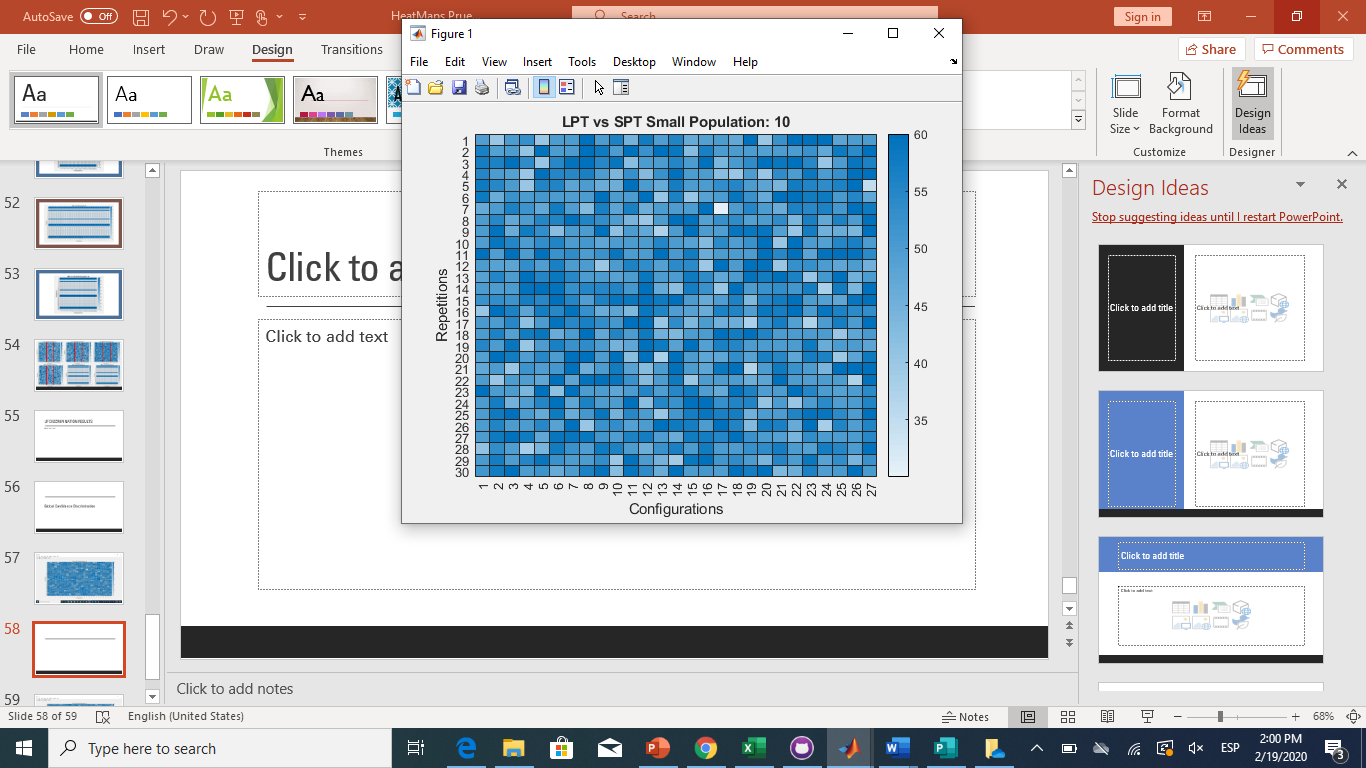 AutoSave Off HeatMaps Prue Search Sign in
File Home Insert Draw Design Transitions Share Comments
Aa Aa Aa Aa
Slide Size Format Background Design Ideas
Themes Customize Designer
Figure 1
File Edit View Insert Tools Desktop Window Help
LPT vs SPT Small Population: 10
Repetitions
1
2
3
4
5
6
7
8
9
10
11
12
13
14
15
16
17
18
19
20
21
22
23
24
25
26
27
28
29
30
1 2 3 4 5 6 7 8 9 10 11 12 13 14 15 16 17 18 19 20 21 22 23 24 25 26 27
Configurations
60
55
50
45
40
35
52
53
54
55
56
57
58
59
Click to a
Click to add text
Click to add notes
Design Ideas
Stop suggesting ideas until I restart PowerPoint.
Click to add title Click to add text
Click to add title Click to add text
Click to add title
Click to add text
Slide 58 of 59 English (United States) Notes 68%
Type here to search ESP 2:00 PM
2/19/2020 3